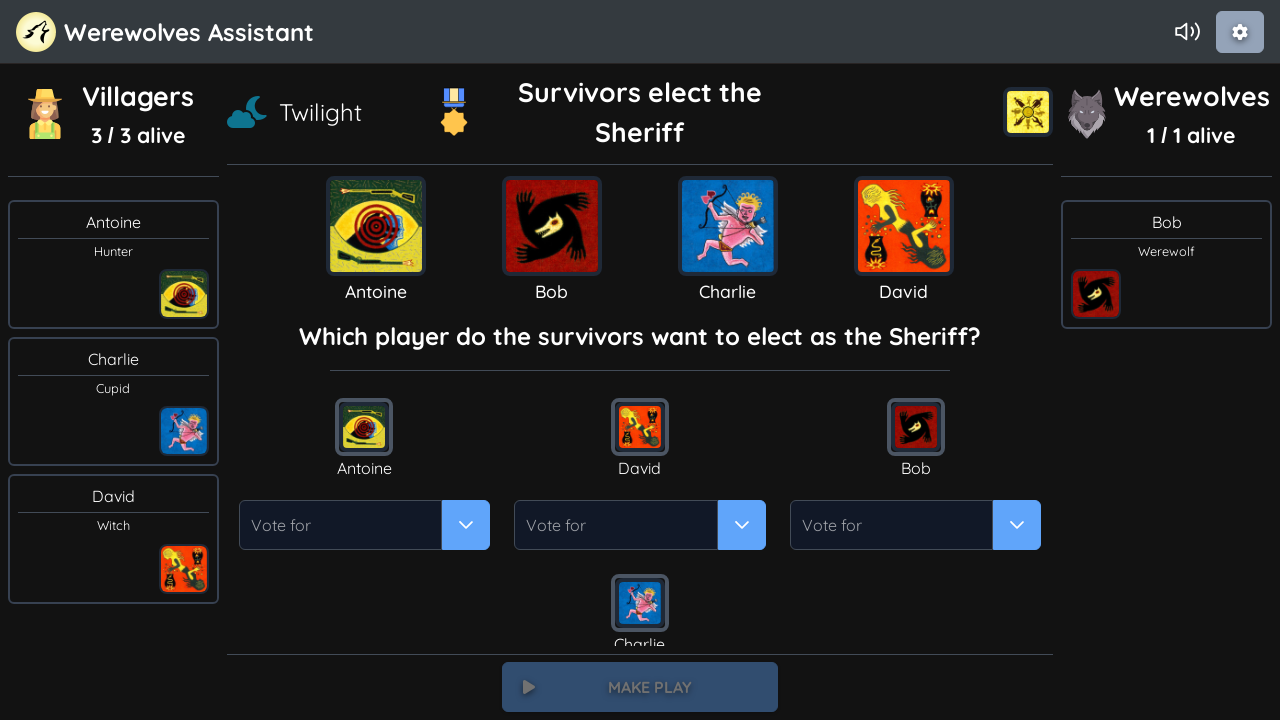 Werewolves Assistant
Villagers
3 / 3 alive
Twilight
Survivors elect the
Sheriff
Werewolves
1 / 1 alive
Antoine
Hunter
Charlie
Cupid
David
Witch
Antoine
Bob
Charlie
David
Which player do the survivors want to elect as the Sheriff?
Antoine
David
Bob
Vote for
Vote for
Vote for
Charlie
MAKE PLAY
Bob
Werewolf